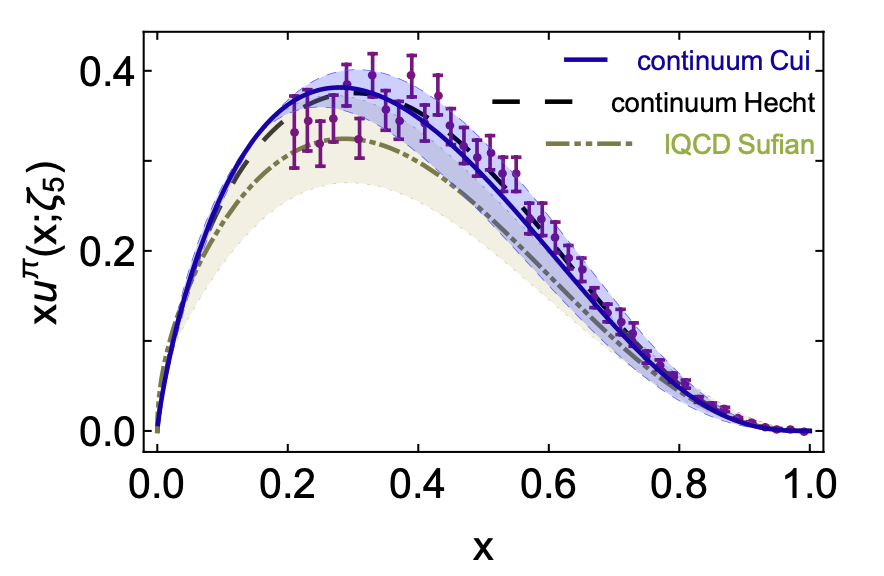 continuum Cui
continuum Hecht
lQCD Sufian
xuπ(x;ζ5)
0.4
0.2
0.0
0.0 0.2 0.4 0.6 0.8 1.0
x